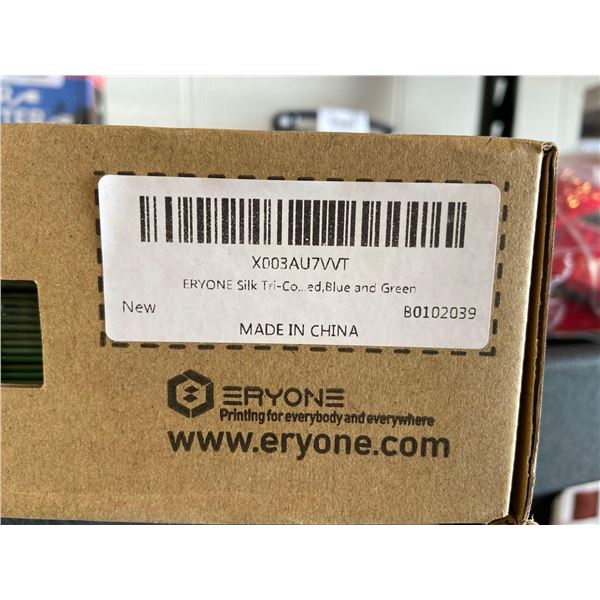 X003AU7VVT
ERYONE Silk Tri-Co...ed,Blue and Green
New B0102039
MADE IN CHINA
ERYONE
Printing for everybody and everywhere
www.eryone.com